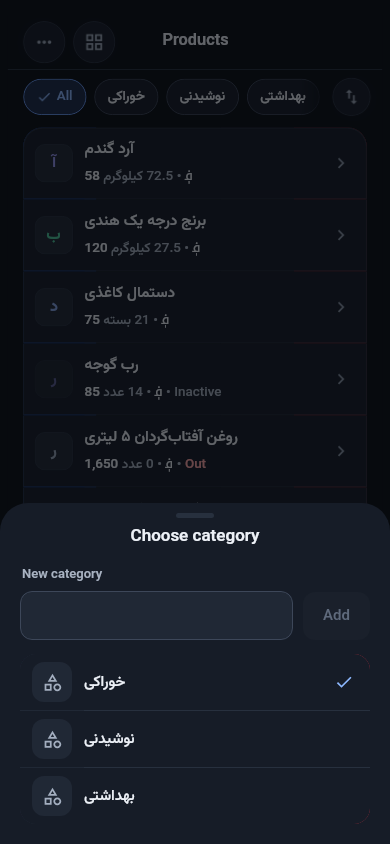 Products
All
خوراکی
نوشیدنی
بهداشتی
آ
آرد گندم
58 ؋ • 72.5 کیلوگرم
ب
برنج درجه یک هندی
120 ؋ • 27.5 کیلوگرم
د
دستمال کاغذی
75 ؋ • 21 بسته
ر
رب گوجه
85 ؋ • 14 عدد • Inactive
ر
روغن آفتاب‌گردان ۵ لیتری
1,650 ؋ • 0 عدد • Out
Choose category
New category
Add
خوراکی
نوشیدنی
بهداشتی